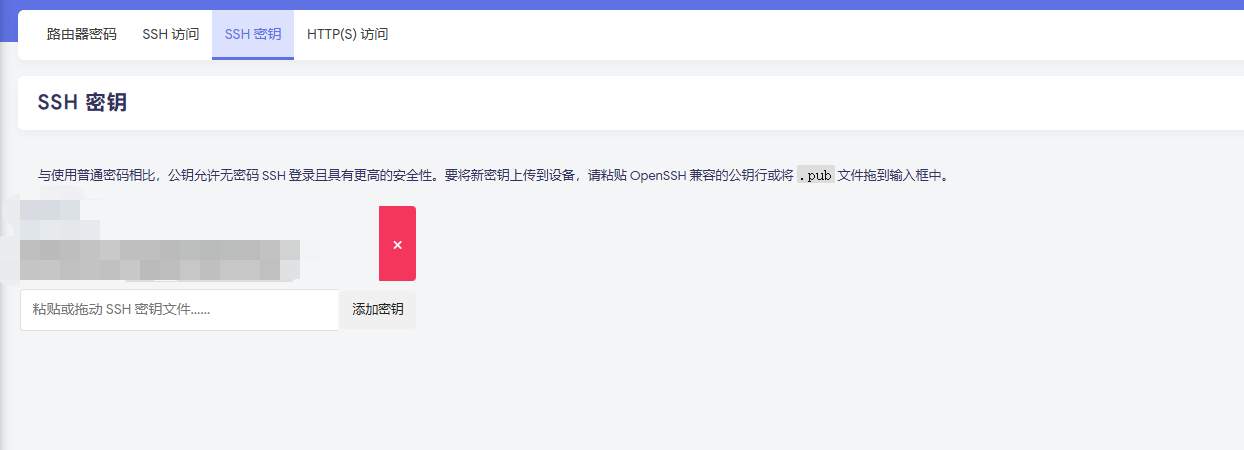 路由器密码 SSH 访问 SSH 密钥 HTTP(S) 访问
SSH 密钥
与使用普通密码相比，公钥允许无密码 SSH 登录且具有更高的安全性。要将新密钥上传到设备，请粘贴 OpenSSH 兼容的公钥行或将 .pub 文件拖到输入框中。
×
粘贴或拖动 SSH 密钥文件…… 添加密钥